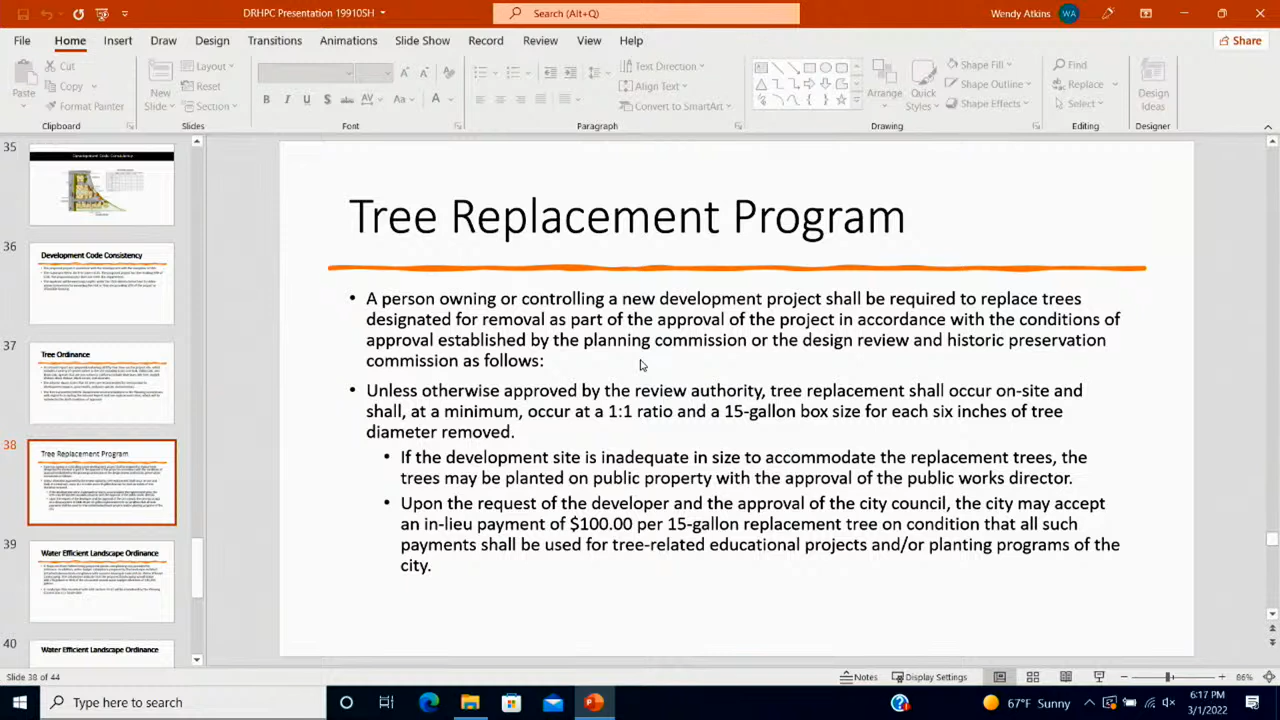 DRHPC Presentation 19910SH
Search (Alt+Q)
Wendy Atkins
WA
File
Home
Insert
Draw
Design
Transitions
Animations
Slide Show
Record
Review
View
Help
Share
Paste
Cut
Copy
Format Painter
Clipboard
New Slide
Layout
Reset
Section
Slides
Font
Text Direction
Align Text
Convert to SmartArt
Paragraph
Arrange
Quick Styles
Shape Fill
Shape Outline
Shape Effects
Drawing
Find
Replace
Select
Editing
Design Ideas
Designer
35
Development Code Consistency
36
Development Code Consistency
37
Tree Ordinance
38
Tree Replacement Program
39
Water Efficient Landscape Ordinance
40
Water Efficient Landscape Ordinance
Tree Replacement Program
• A person owning or controlling a new development project shall be required to replace trees
designated for removal as part of the approval of the project in accordance with the conditions of
approval established by the planning commission or the design review and historic preservation
commission as follows:
• Unless otherwise approved by the review authority, tree replacement shall occur on-site and
shall, at a minimum, occur at a 1:1 ratio and a 15-gallon box size for each six inches of tree
diameter removed.
• If the development site is inadequate in size to accommodate the replacement trees, the
trees may be planted on public property with the approval of the public works director.
• Upon the request of the developer and the approval of the city council, the city may accept
an in-lieu payment of $100.00 per 15-gallon replacement tree on condition that all such
payments shall be used for tree-related educational projects and/or planting programs of the
city.
Slide 38 of 44
Notes
Display Settings
86%
Type here to search
67°F Sunny
6:17 PM
3/1/2022